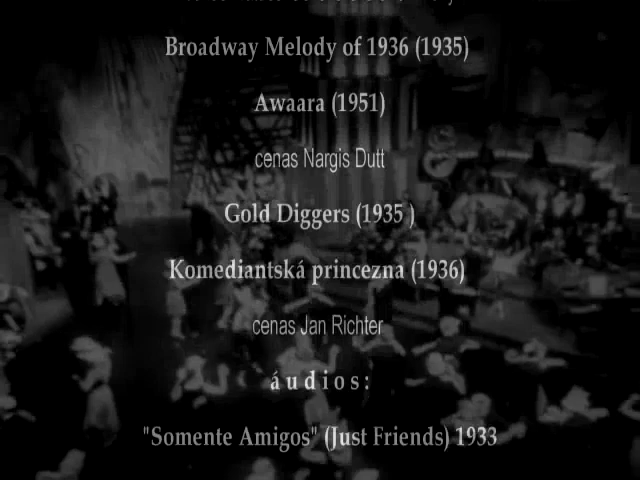 Broadway Melody of 1936 (1935)
Awaara (1951)
cenas Nargis Dutt
Gold Diggers (1935 )
Komediantská princezna (1936)
cenas Jan Richter
á u d i o s :
"Somente Amigos" (Just Friends) 1933